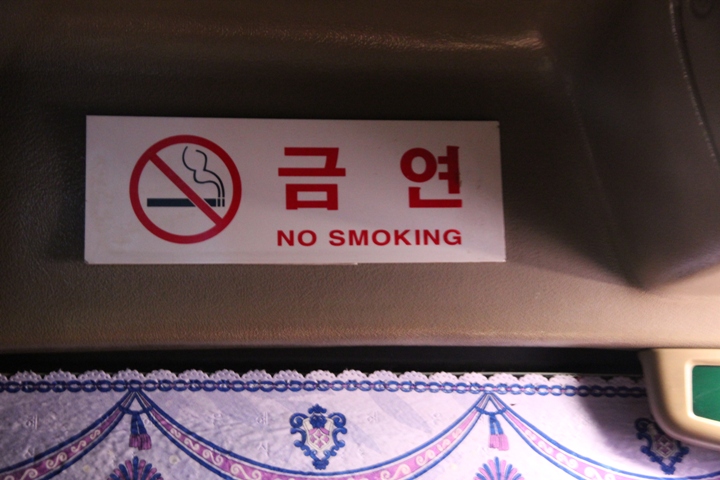 금 연
NO SMOKING